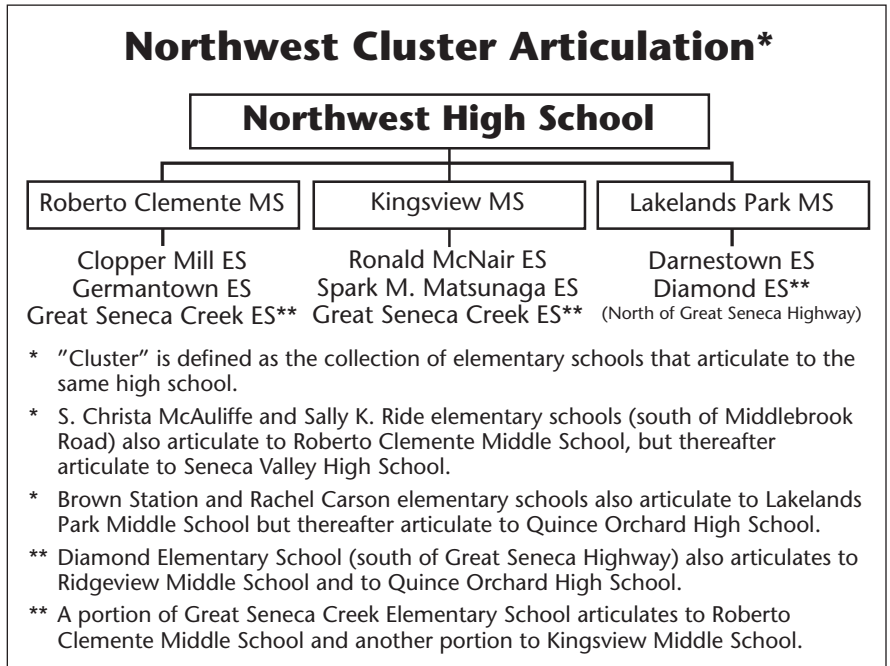 Northwest Cluster Articulation*
Northwest High School
Roberto Clemente MS
Clopper Mill ES
Germantown ES
Great Seneca Creek ES**
Kingsview MS
Ronald McNair ES
Spark M. Matsunaga ES
Great Seneca Creek ES**
Lakelands Park MS
Darnestown ES
Diamond ES**
(North of Great Seneca Highway)
* "Cluster" is defined as the collection of elementary schools that articulate to the
same high school.
* S. Christa McAuliffe and Sally K. Ride elementary schools (south of Middlebrook
Road) also articulate to Roberto Clemente Middle School, but thereafter
articulate to Seneca Valley High School.
* Brown Station and Rachel Carson elementary schools also articulate to Lakelands
Park Middle School but thereafter articulate to Quince Orchard High School.
** Diamond Elementary School (south of Great Seneca Highway) also articulates to
Ridgeview Middle School and to Quince Orchard High School.
** A portion of Great Seneca Creek Elementary School articulates to Roberto
Clemente Middle School and another portion to Kingsview Middle School.